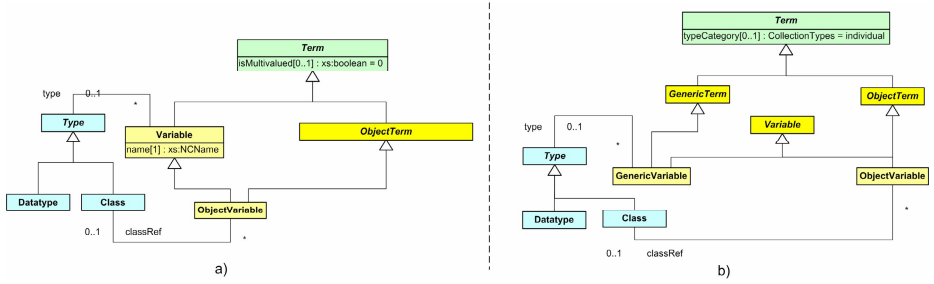 Term
isMultivalued[0..1] : xs:boolean = 0
type
0..1
*
Type
Variable
name[1] : xs:NCName
ObjectTerm
Datatype
Class
ObjectVariable
0..1
classRef
*
a)
Term
typeCategory[0..1] : CollectionTypes = individual
GenericTerm
ObjectTerm
Variable
type
0..1
*
Type
GenericVariable
ObjectVariable
Datatype
Class
*
0..1
classRef
b)